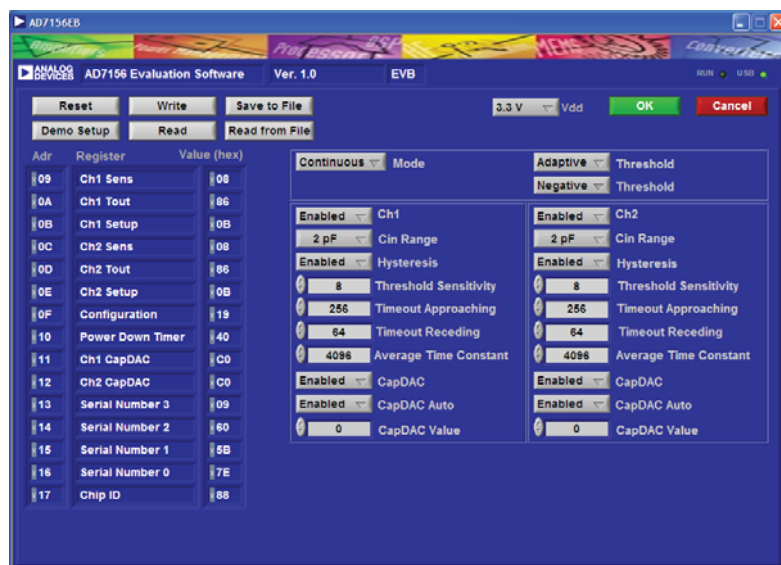 AD7156EB
Amplifiers Power Management Processors DSP MEMS Converters
ANALOG DEVICES AD7156 Evaluation Software Ver. 1.0 EVB RUN USB
Reset Write Save to File 3.3 V Vdd OK Cancel
Demo Setup Read Read from File
Adr Register Value (hex)
09 Ch1 Sens 08
0A Ch1 Tout 86
0B Ch1 Setup 0B
0C Ch2 Sens 08
0D Ch2 Tout 86
0E Ch2 Setup 0B
0F Configuration 19
10 Power Down Timer 40
11 Ch1 CapDAC C0
12 Ch2 CapDAC C0
13 Serial Number 3 09
14 Serial Number 2 60
15 Serial Number 1 5B
16 Serial Number 0 7E
17 Chip ID 88
Continuous Mode
Adaptive Threshold
Negative Threshold
Enabled Ch1
2 pF Cin Range
Enabled Hysteresis
8 Threshold Sensitivity
256 Timeout Approaching
64 Timeout Receding
4096 Average Time Constant
Enabled CapDAC
Enabled CapDAC Auto
0 CapDAC Value
Enabled Ch2
2 pF Cin Range
Enabled Hysteresis
8 Threshold Sensitivity
256 Timeout Approaching
64 Timeout Receding
4096 Average Time Constant
Enabled CapDAC
Enabled CapDAC Auto
0 CapDAC Value